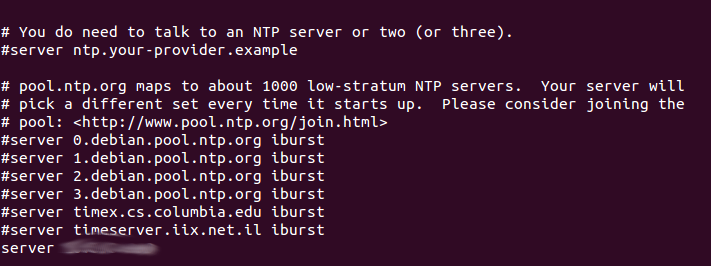 # You do need to talk to an NTP server or two (or three).
#server ntp.your-provider.example
# pool.ntp.org maps to about 1000 low-stratum NTP servers.  Your server will
# pick a different set every time it starts up.  Please consider joining the
# pool: <http://www.pool.ntp.org/join.html>
#server 0.debian.pool.ntp.org iburst
#server 1.debian.pool.ntp.org iburst
#server 2.debian.pool.ntp.org iburst
#server 3.debian.pool.ntp.org iburst
#server timex.cs.columbia.edu iburst
#server timeserver.iix.net.il iburst
server